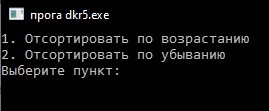 прога dkr5.exe
1. Отсортировать по возрастанию
2. Отсортировать по убыванию
Выберите пункт: